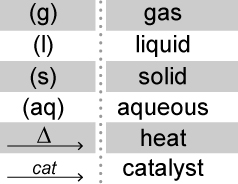 (g) gas
(l) liquid
(s) solid
(aq) aqueous
Δ heat
cat catalyst